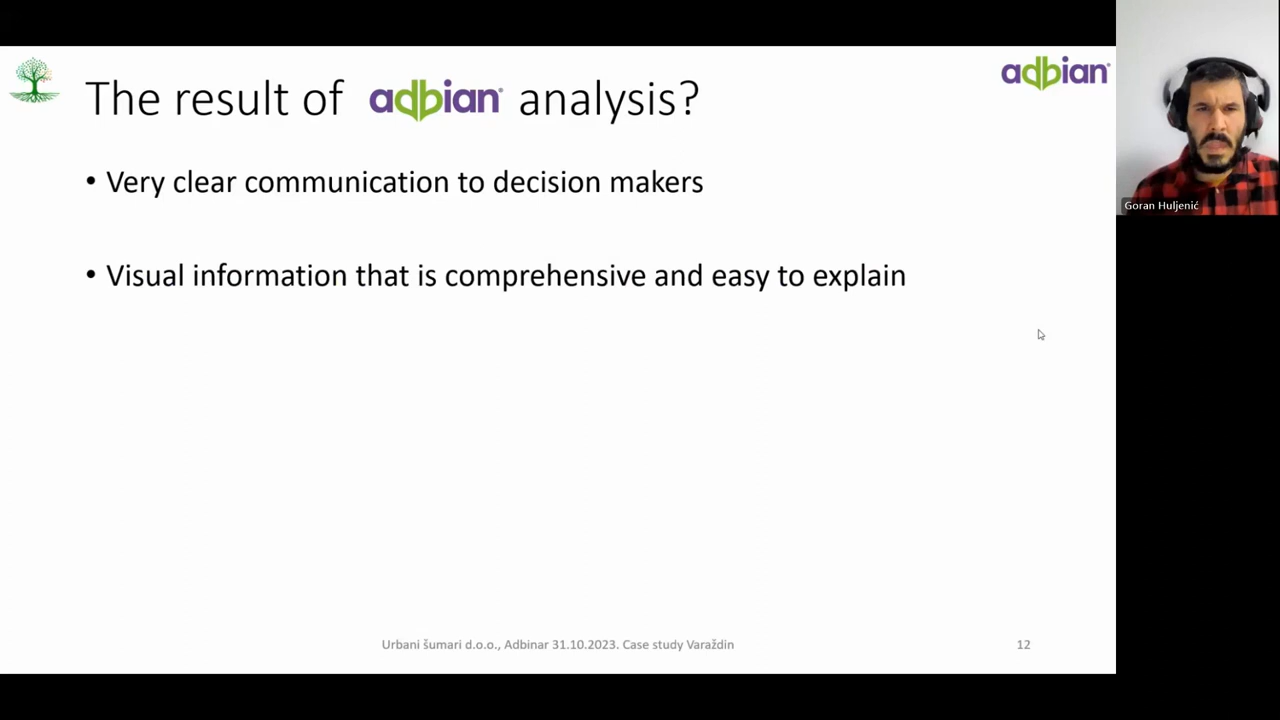 The result of adbian® analysis?
adbian®
• Very clear communication to decision makers
• Visual information that is comprehensive and easy to explain
Goran Huljenić
Urbani šumari d.o.o., Adbinar 31.10.2023. Case study Varaždin
12